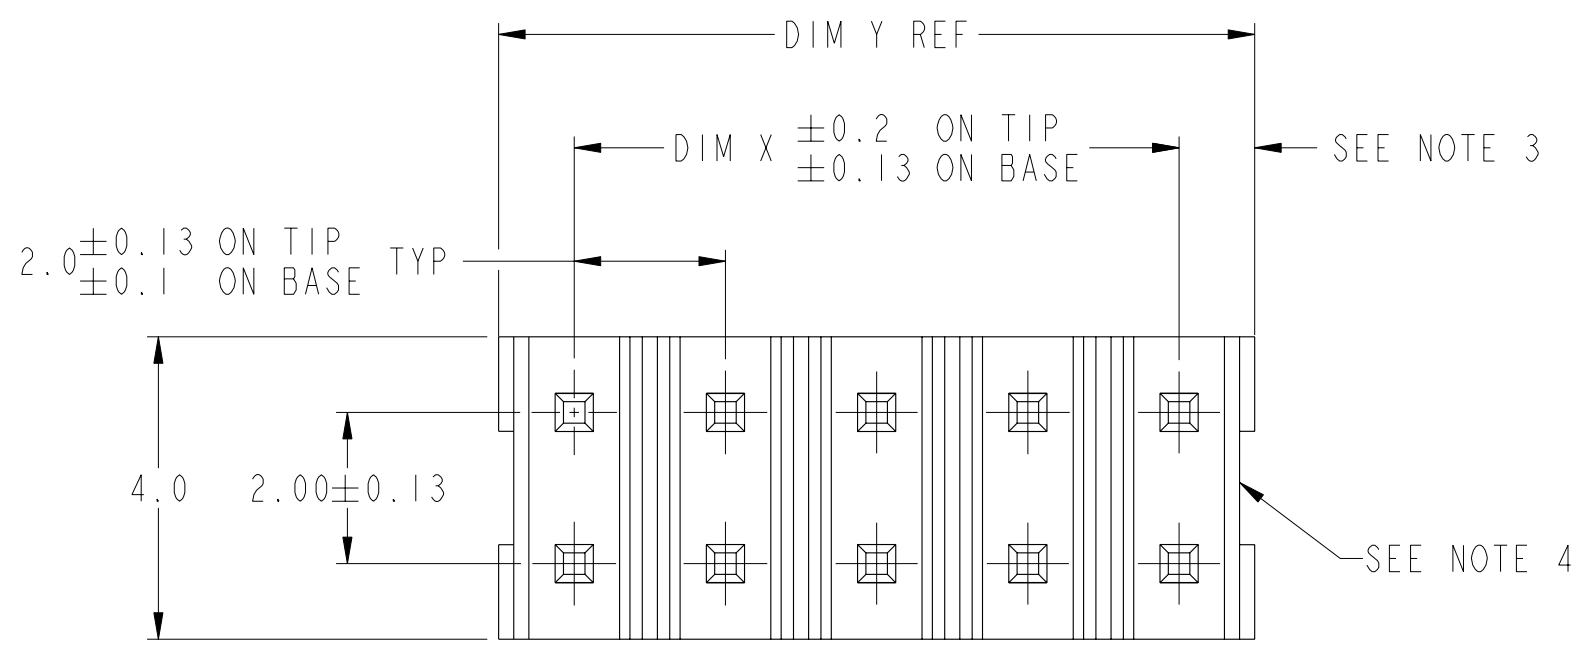 DIM Y REF
DIM X ±0.2 ON TIP
±0.13 ON BASE
SEE NOTE 3
2.0 ±0.13 ON TIP
±0.1 ON BASE
TYP
4.0
2.00±0.13
SEE NOTE 4